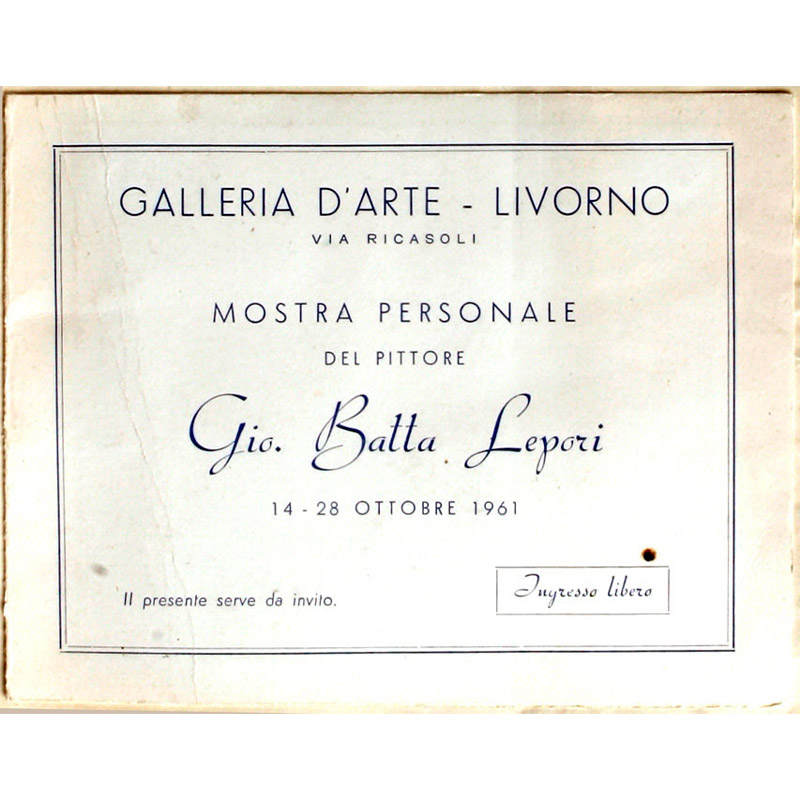 GALLERIA D'ARTE - LIVORNO
VIA RICASOLI
MOSTRA PERSONALE
DEL PITTORE
Gio. Batta Lepori
14 - 28 OTTOBRE 1961
Il presente serve da invito.
Ingresso libero